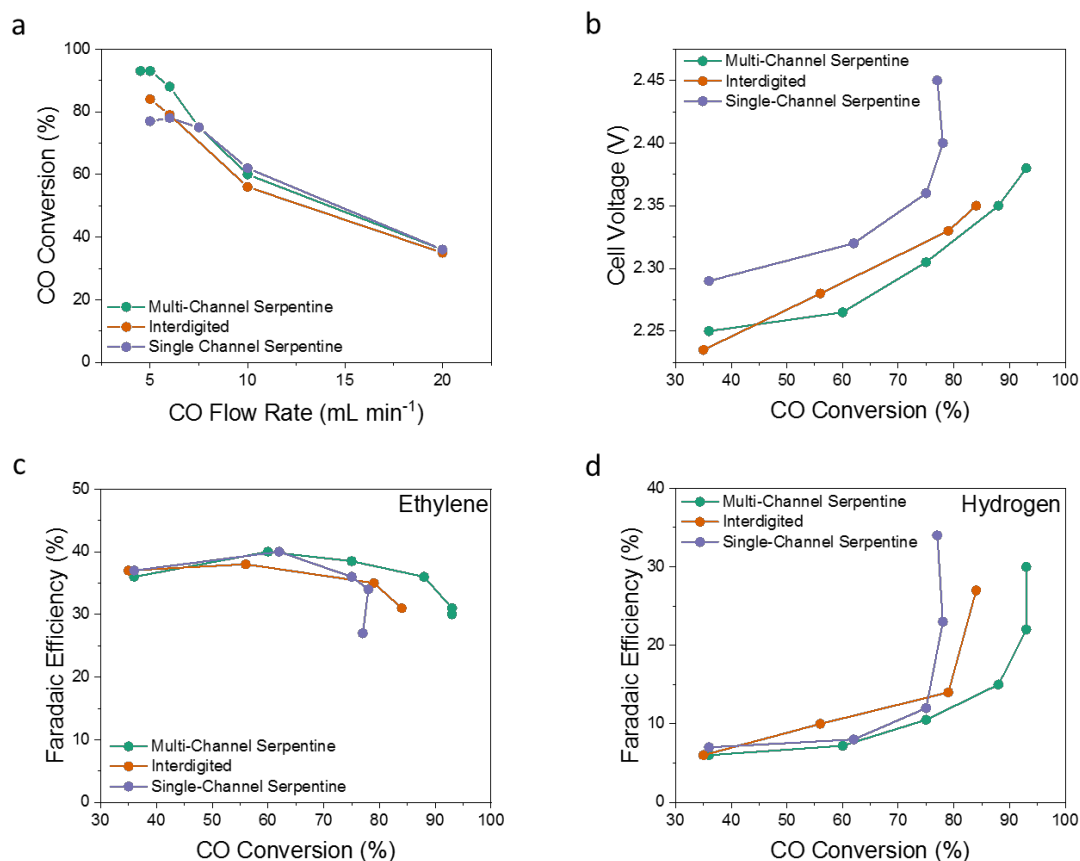 a
100
80
60
40
20
0
CO Conversion (%)
Multi-Channel Serpentine
Interdigited
Single Channel Serpentine
5
10
15
20
CO Flow Rate (mL min⁻¹)
b
2.45
2.40
2.35
2.30
2.25
Cell Voltage (V)
Multi-Channel Serpentine
Interdigited
Single-Channel Serpentine
30 40 50 60 70 80 90 100
CO Conversion (%)
c
50
40
30
20
10
0
Faradaic Efficiency (%)
Ethylene
Multi-Channel Serpentine
Interdigited
Single-Channel Serpentine
30 40 50 60 70 80 90 100
CO Conversion (%)
d
40
30
20
10
0
Faradaic Efficiency (%)
Multi-Channel Serpentine
Interdigited
Single-Channel Serpentine
Hydrogen
30 40 50 60 70 80 90 100
CO Conversion (%)